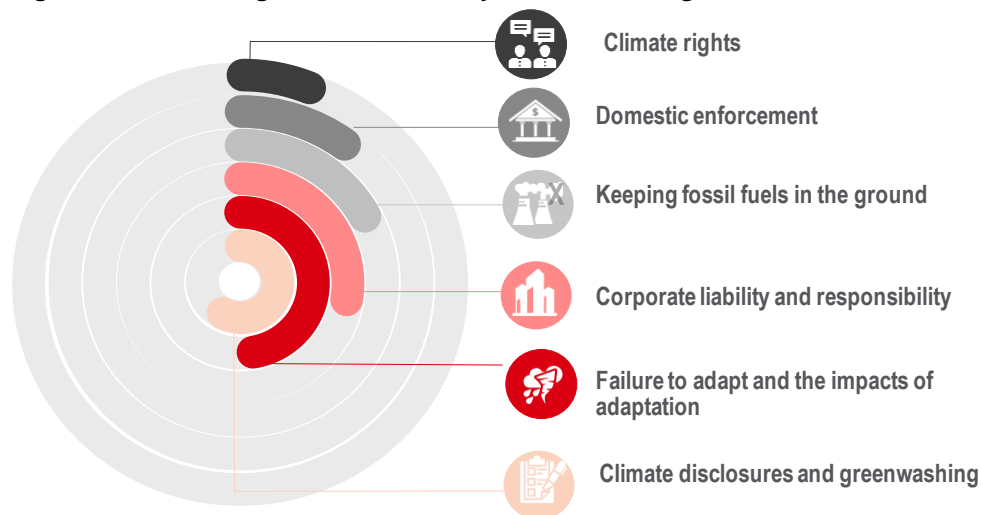 Climate rights
Domestic enforcement
$
Keeping fossil fuels in the ground
X
Corporate liability and responsibility
Failure to adapt and the impacts of
adaptation
Climate disclosures and greenwashing